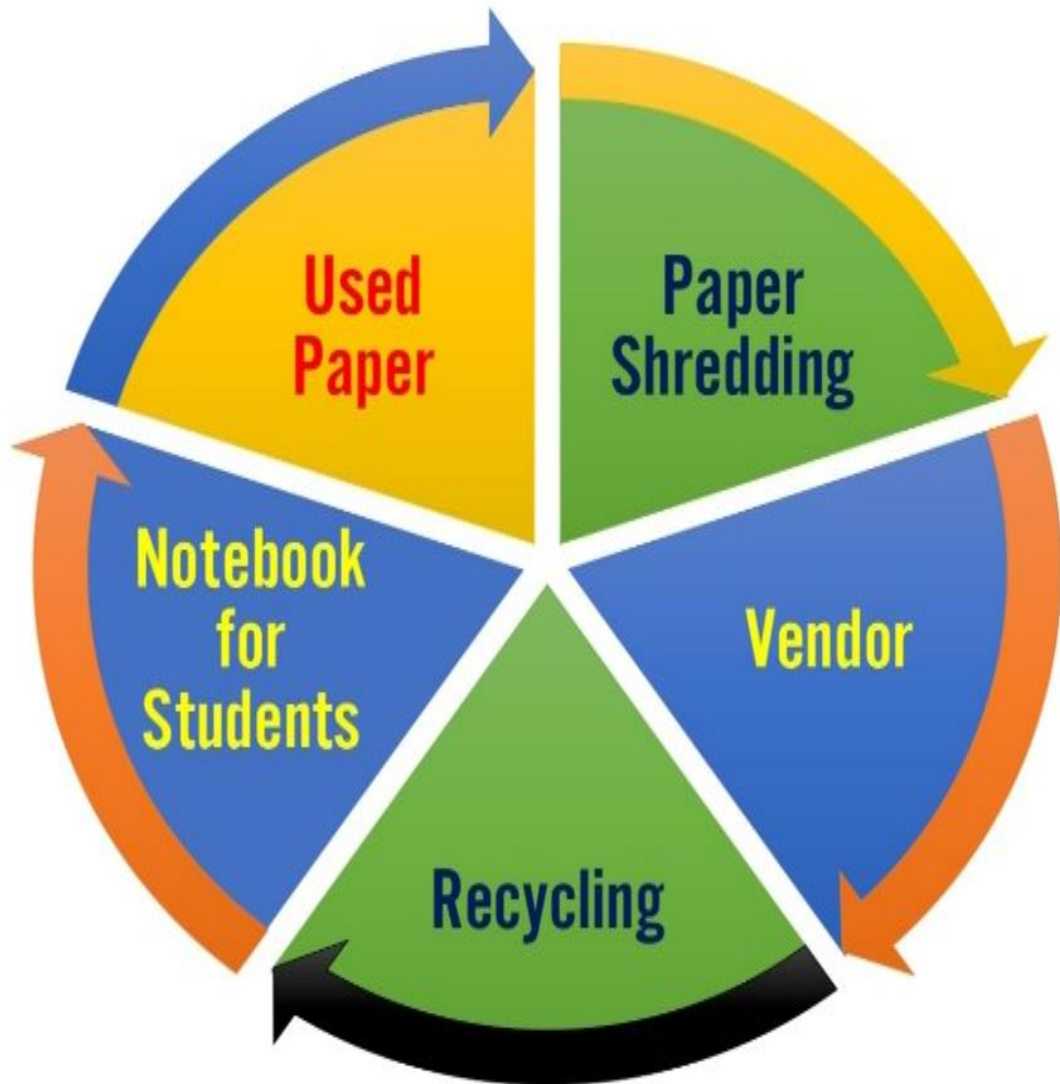 Used
Paper
Paper
Shredding
Vendor
Recycling
Notebook
for
Students